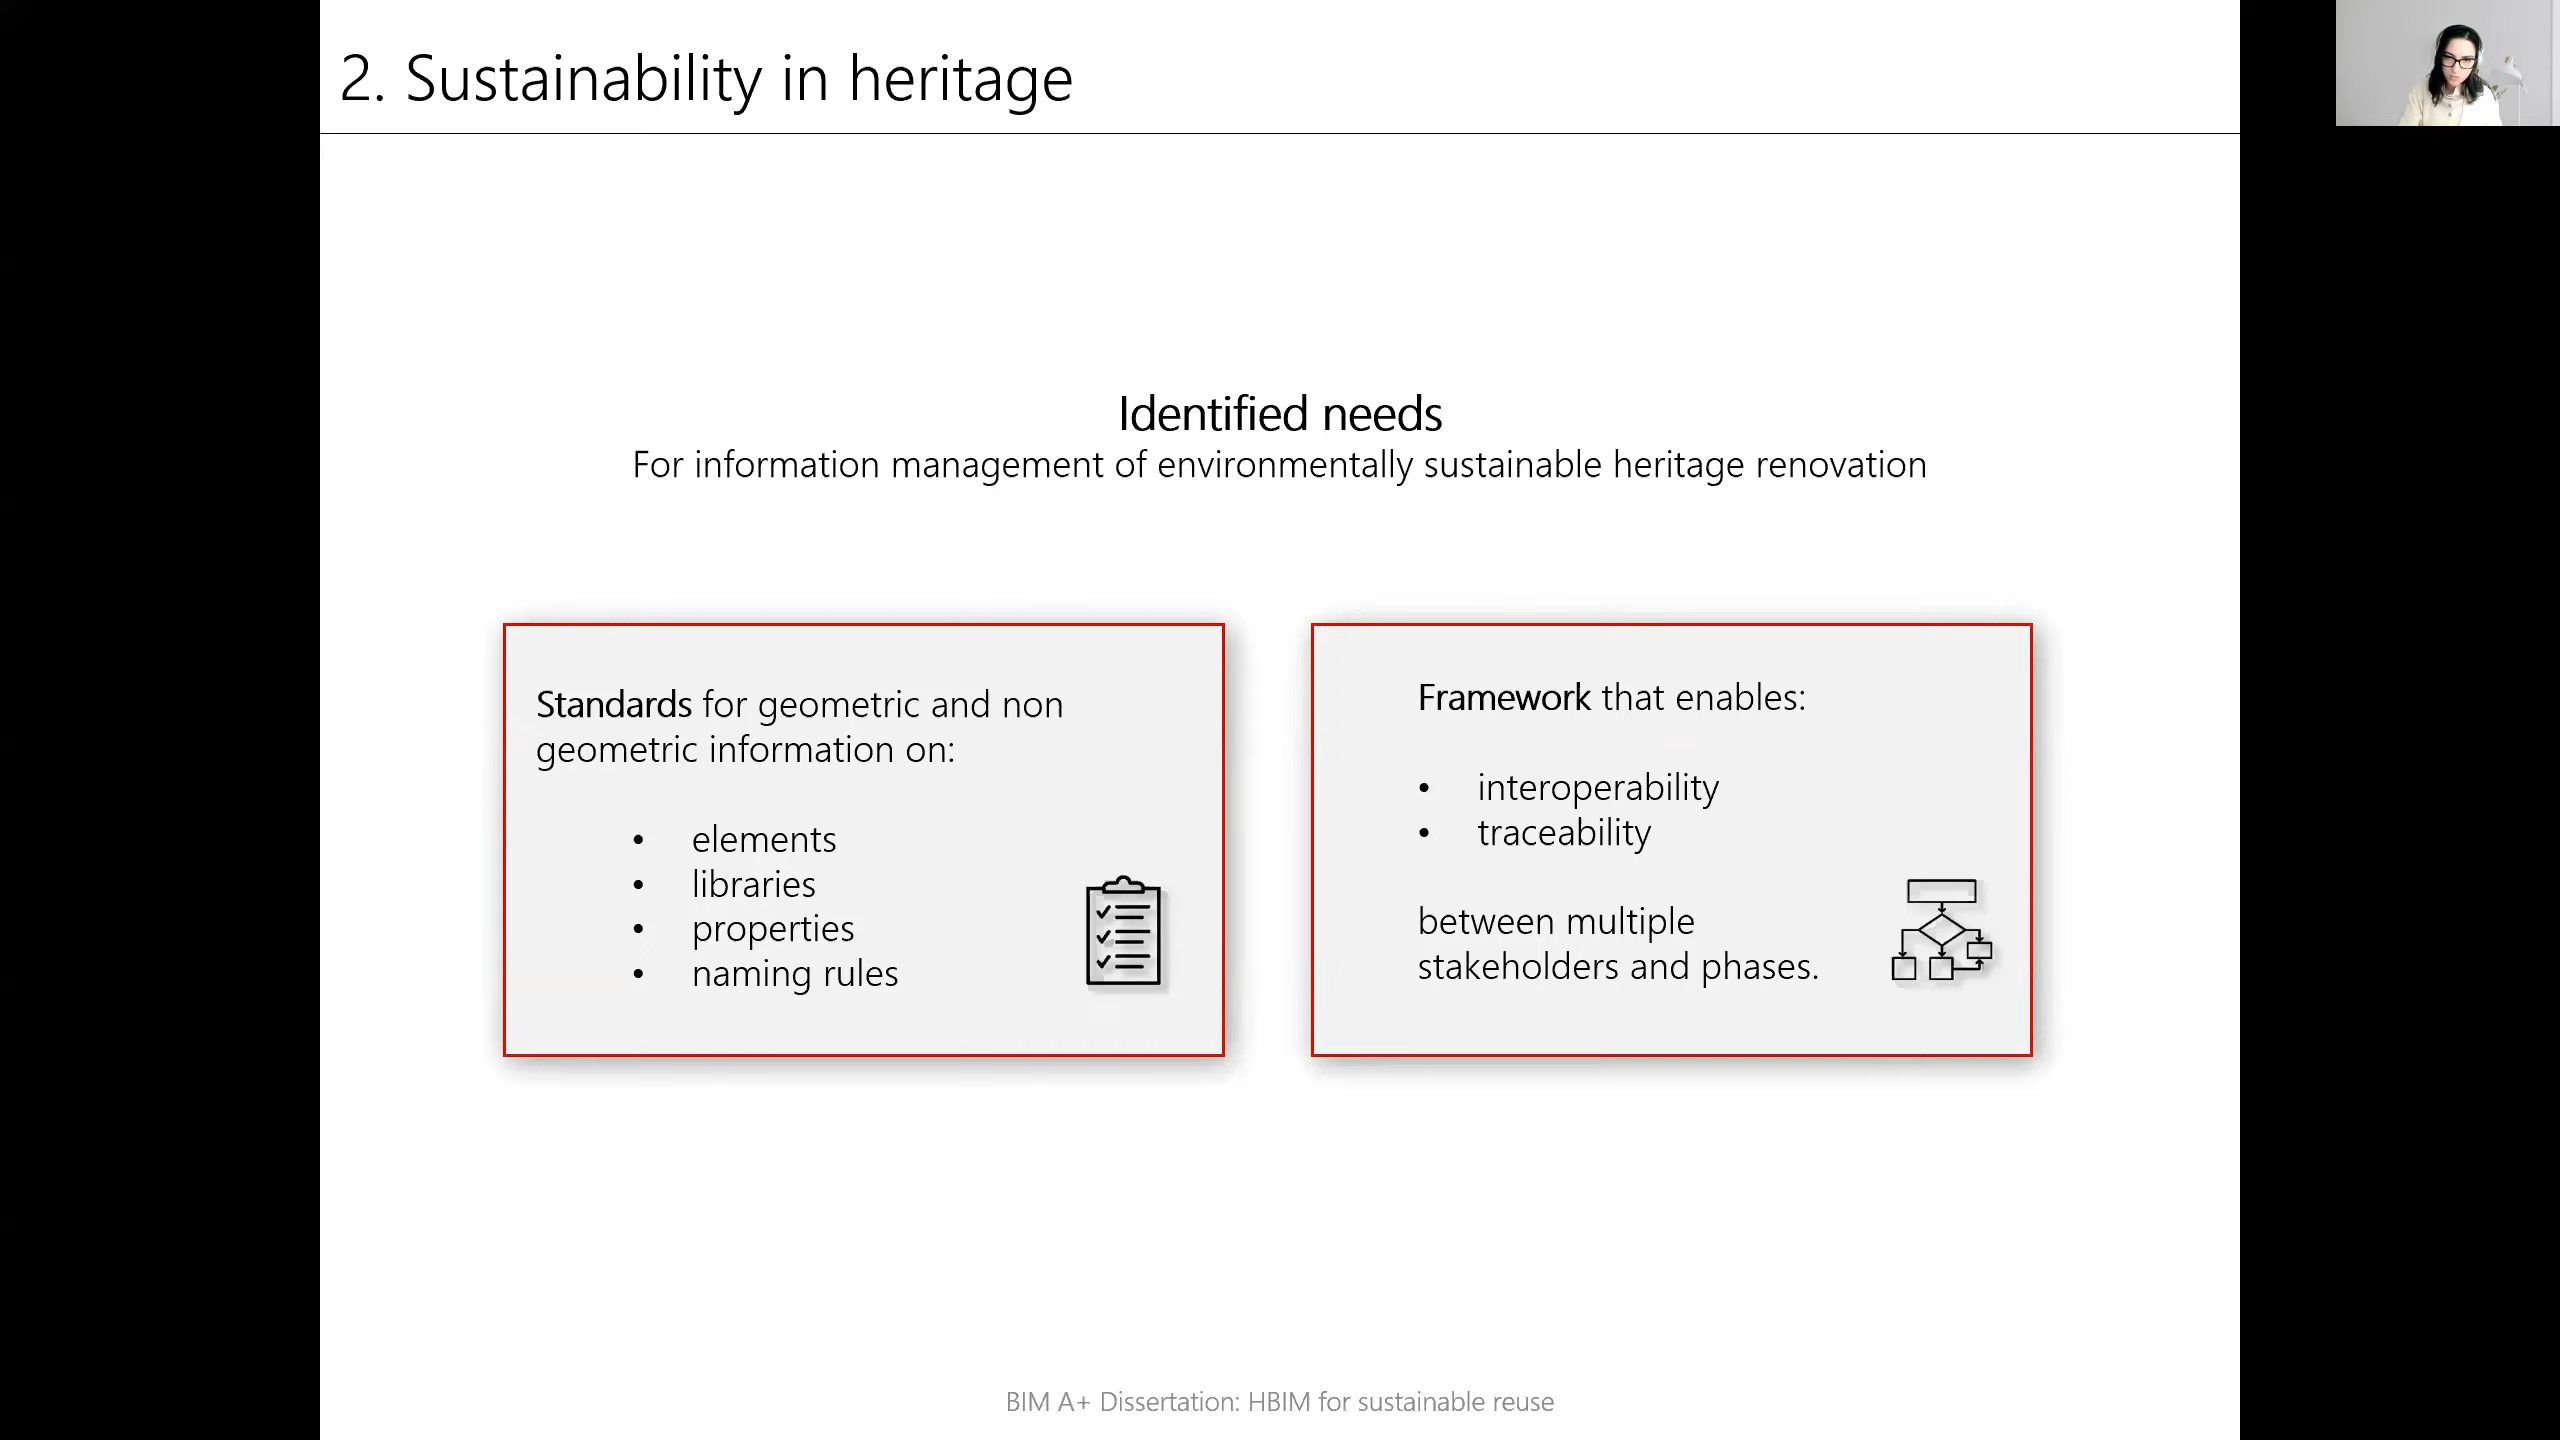 2. Sustainability in heritage
Identified needs
For information management of environmentally sustainable heritage renovation
Standards for geometric and non
geometric information on:
• elements
• libraries
• properties
• naming rules
Framework that enables:
• interoperability
• traceability
between multiple
stakeholders and phases.
BIM A+ Dissertation: HBIM for sustainable reuse